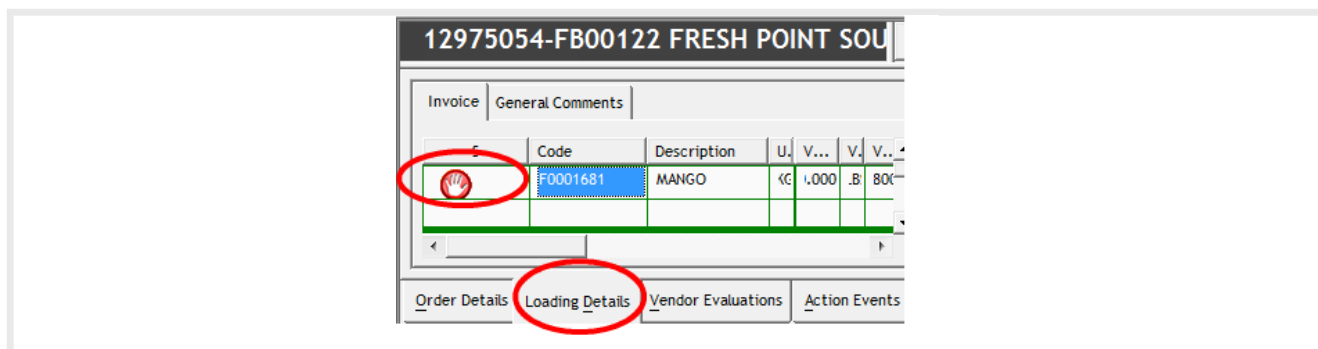 12975054-FB00122 FRESH POINT SOU
Invoice General Comments
Code Description U. V... V. V...
F0001681 MANGO .000
Order Details Loading Details Vendor Evaluations Action Events